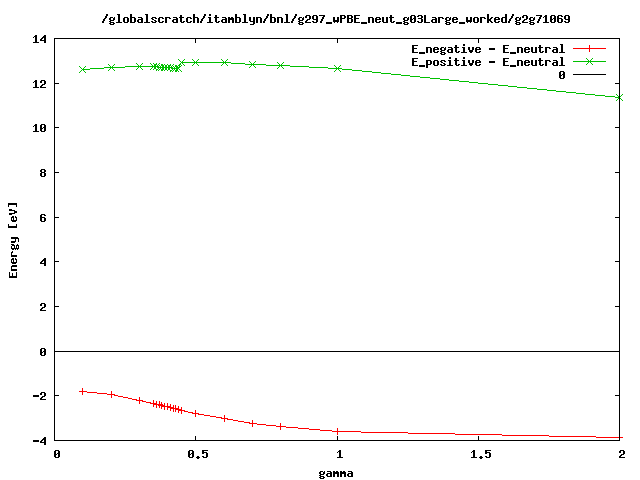 /globalscratch/itamblyn/bnl/g297_wPBE_neut_g03Large_worked/g2g71069
E_negative - E_neutral
E_positive - E_neutral
0
14
12
10
8
6
4
2
0
-2
-4
Energy [eV]
0 0.5 1 1.5 2
gamma